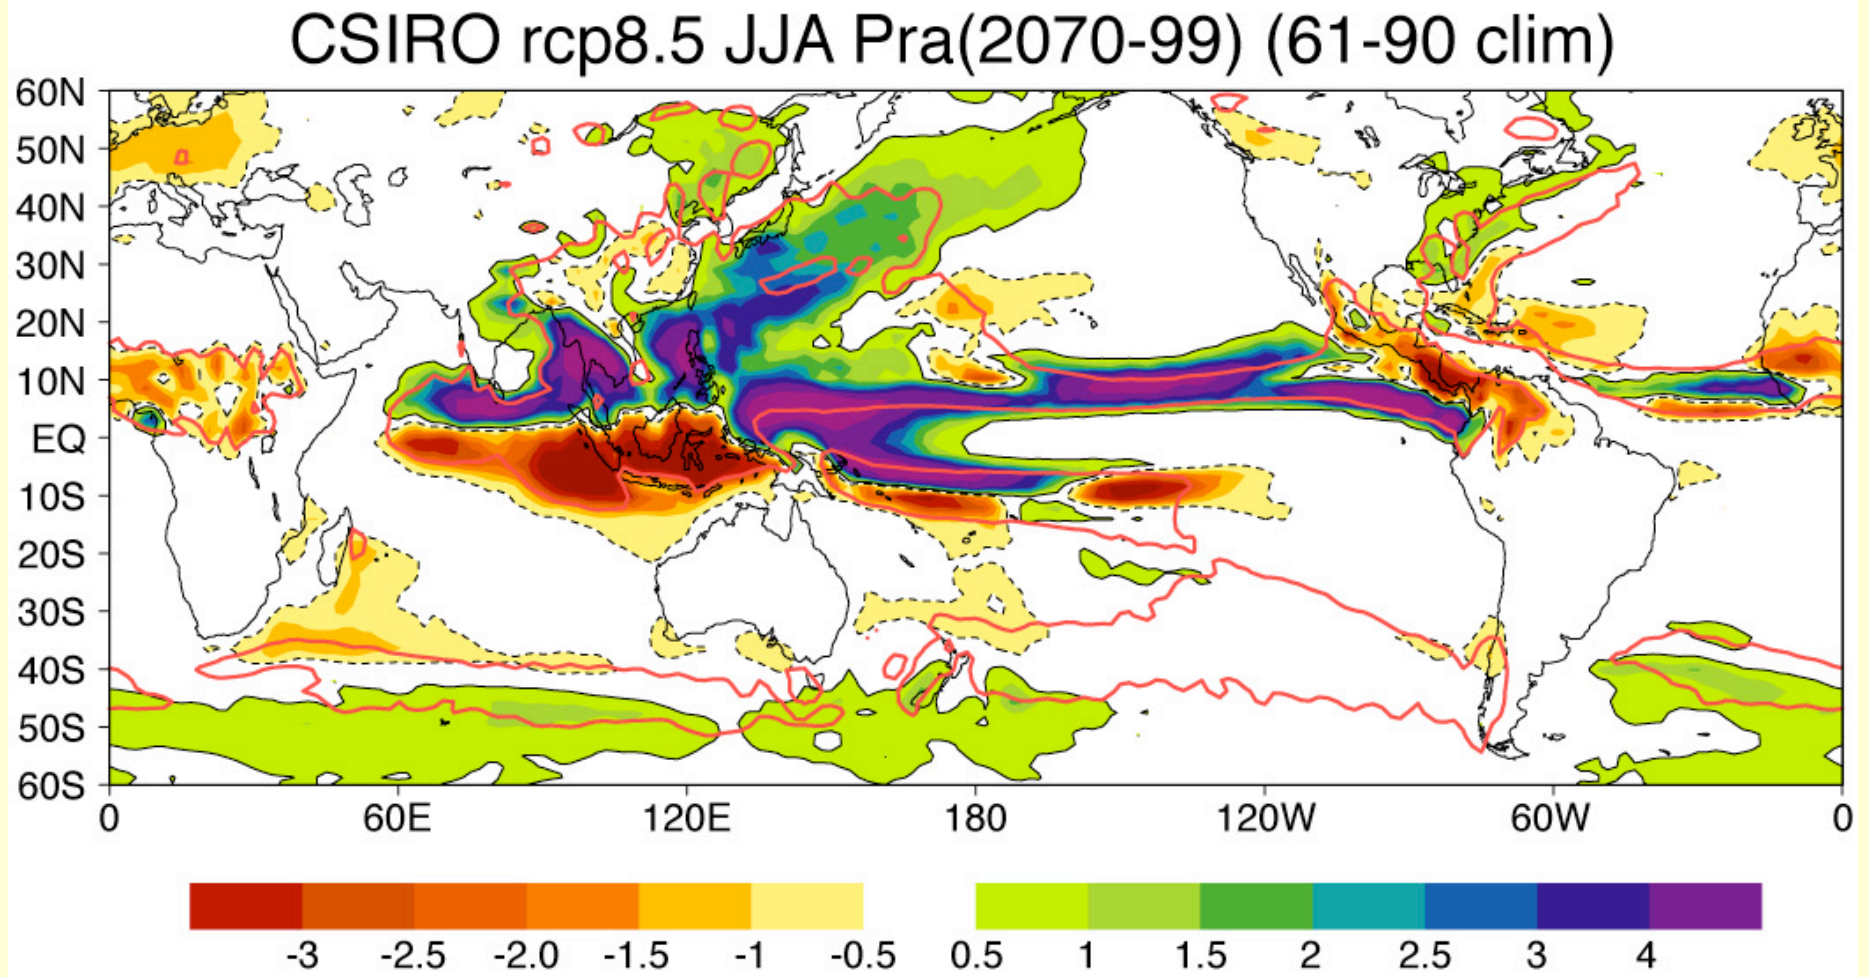 CSIRO rcp8.5 JJA Pra(2070-99) (61-90 clim)
60N
50N
40N
30N
20N
10N
EQ
10S
20S
30S
40S
50S
60S
0 60E 120E 180 120W 60W 0
-3 -2.5 -2.0 -1.5 -1 -0.5 0.5 1 1.5 2 2.5 3 4